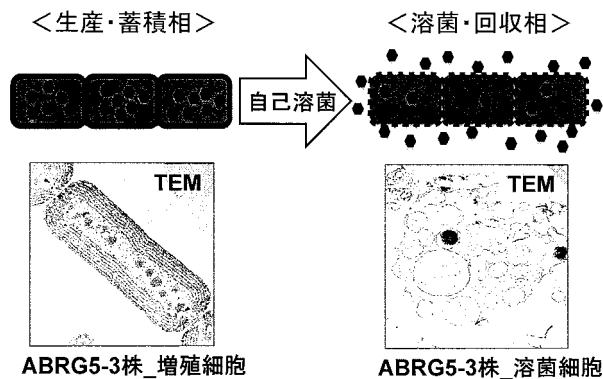 ＜生産・蓄積相＞
＜溶菌・回収相＞
自己溶菌
TEM
TEM
ABRG5-3株_増殖細胞
ABRG5-3株_溶菌細胞